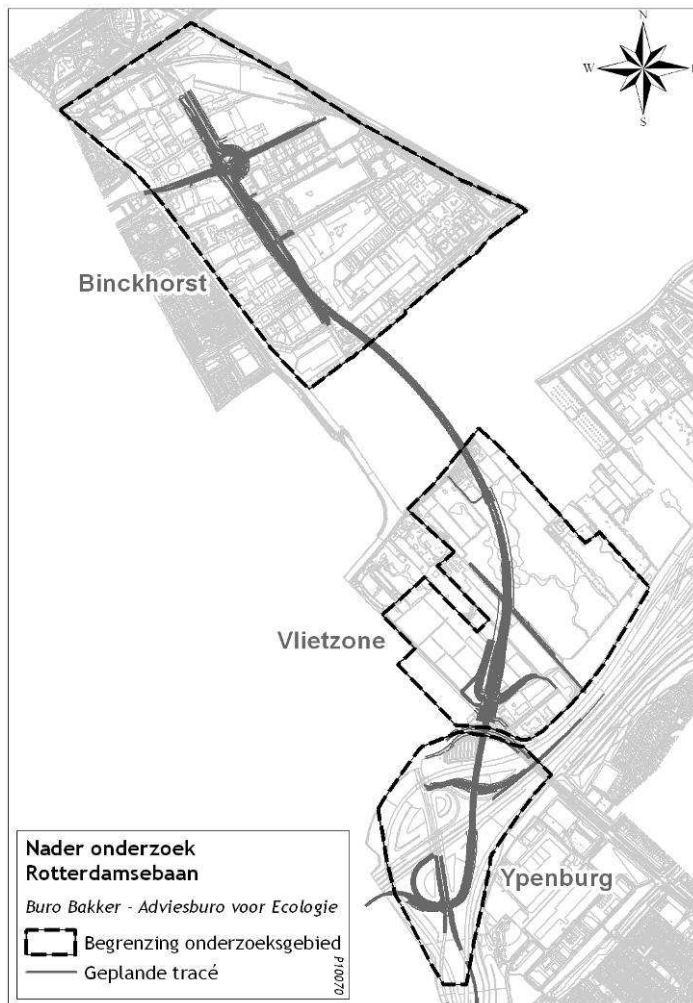 N
W
S
Binckhorst
Vlietzone
Ypenburg
Nader onderzoek
Rotterdamsebaan
Buro Bakker - Adviesburo voor Ecologie
Begrenzing onderzoeksgebied
Geplande tracé
P10070